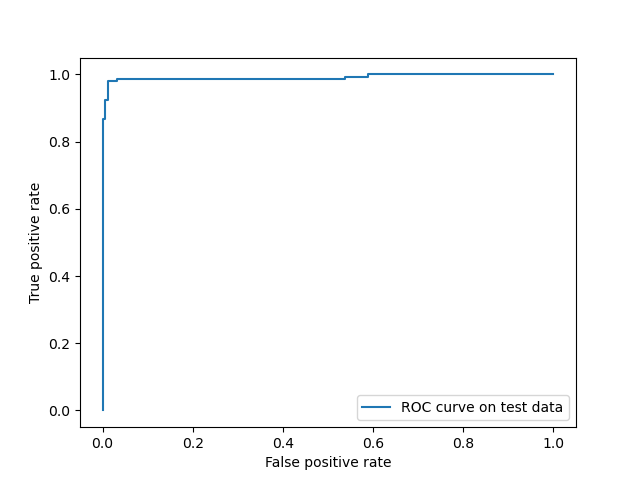 1.0
0.8
0.6
0.4
0.2
0.0
True positive rate
ROC curve on test data
0.0 0.2 0.4 0.6 0.8 1.0
False positive rate